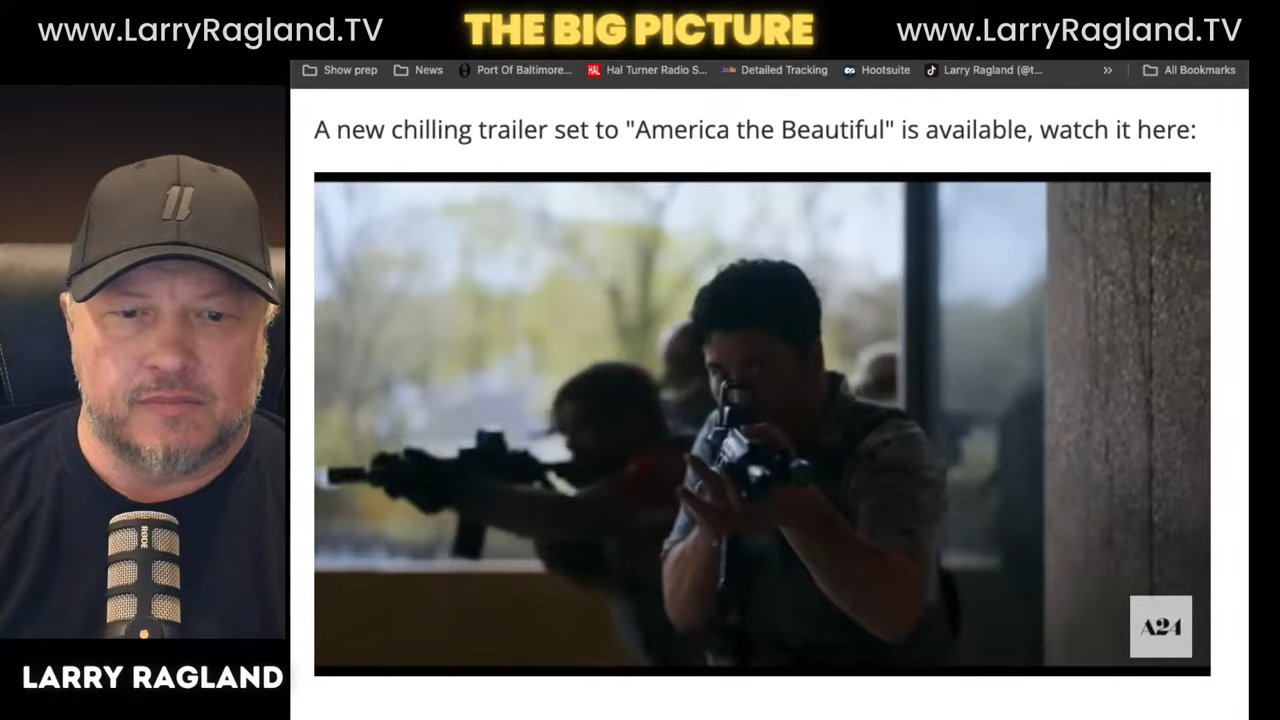 www.LarryRagland.TV
THE BIG PICTURE
www.LarryRagland.TV
Show prep
News
Port Of Baltimore...
HAL
Hal Turner Radio S...
Detailed Tracking
Hootsuite
Larry Ragland (@t...
»
All Bookmarks
A new chilling trailer set to "America the Beautiful" is available, watch it here:
RØDE
A24
LARRY RAGLAND